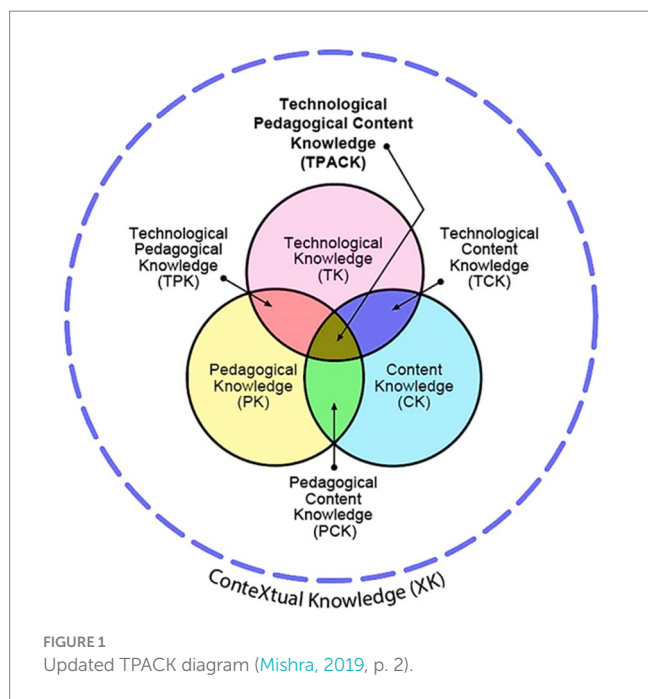 Technological
Pedagogical Content
Knowledge
(TPACK)
Technological
Pedagogical
Knowledge
(TPK)
Technological
Knowledge
(TK)
Technological
Content
Knowledge
(TCK)
Pedagogical
Knowledge
(PK)
Content
Knowledge
(CK)
Pedagogical
Content
Knowledge
(PCK)
ConteXtual Knowledge (XK)
FIGURE 1
Updated TPACK diagram (Mishra, 2019, p. 2).